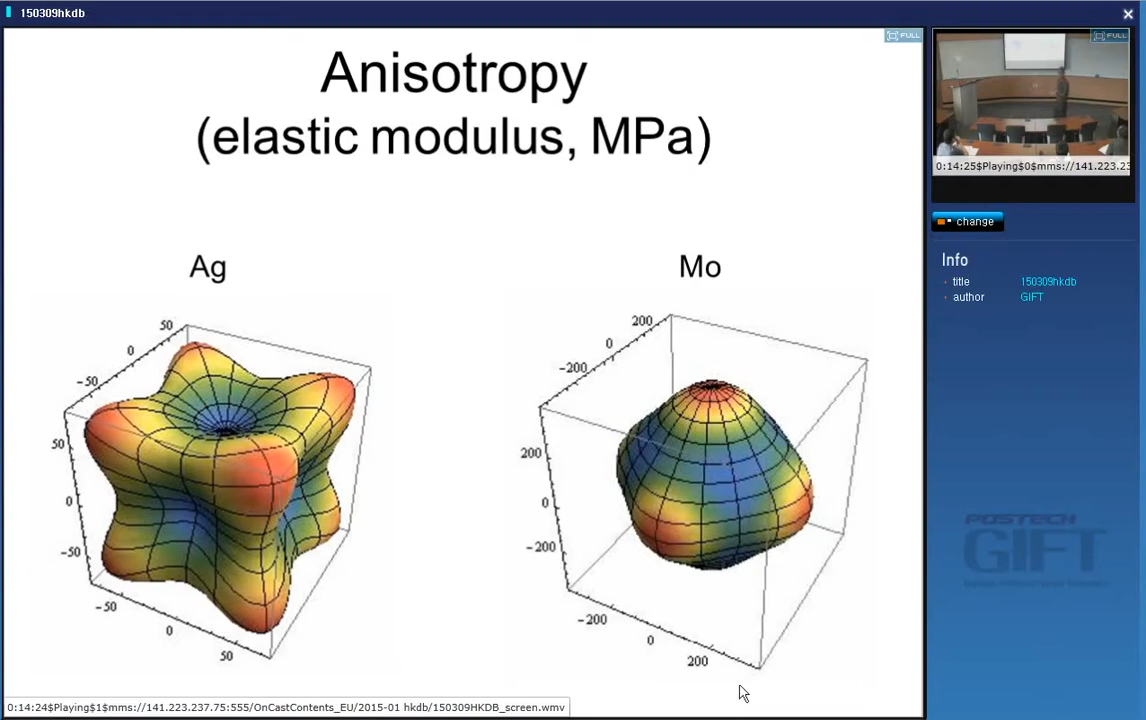 150309hkdb
FULL
Anisotropy
(elastic modulus, MPa)
Ag
Mo
50
0
-50
50
0
-50
-50
0
50
200
0
-200
200
0
-200
-200
0
200
0:14:24$Playing$1$mms://141.223.237.75:555/OnCastContents_EU/2015-01 hkdb/150309HKDB_screen.wmv
FULL
0:14:25$Playing$0$mms://141.223.23
change
Info
title 150309hkdb
author GIFT
POSTECH
GIFT